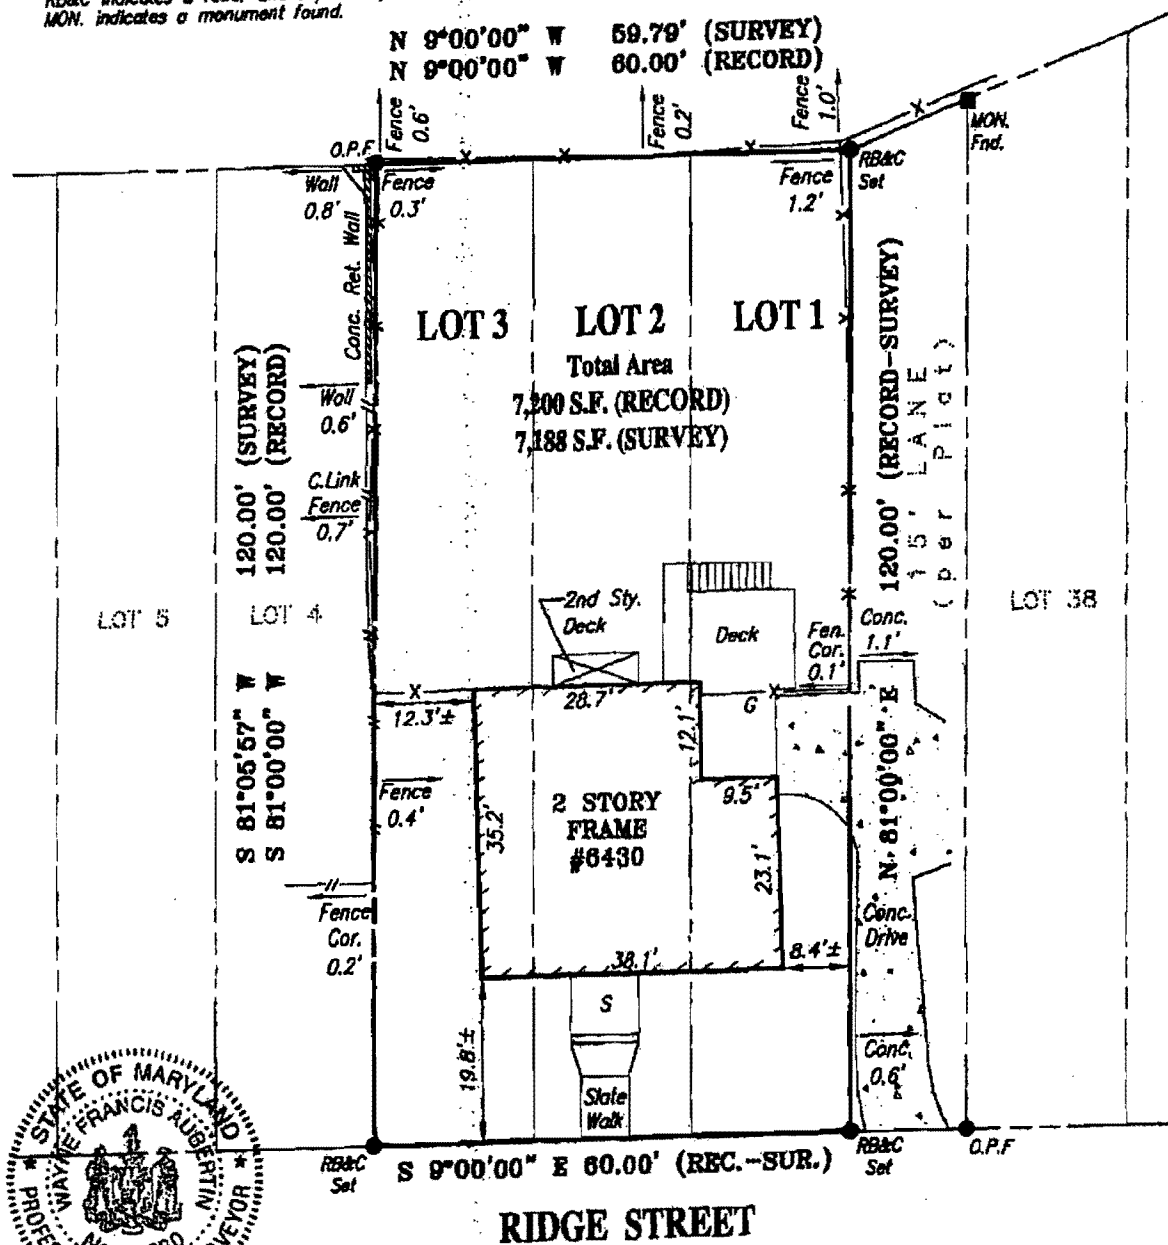 MON. indicates a monument found.
N 9°00'00" W 59.79' (SURVEY)
N 9°00'00" W 60.00' (RECORD)
Fence
0.6'
Fence
0.2'
Fence
1.0'
MON.
Fnd.
O.P.F
RB&C
Set
Wall
0.8'
Fence
0.3'
Fence
1.2'
Conc. Ret. Wall
LOT 3
LOT 2
LOT 1
Total Area
7,200 S.F. (RECORD)
7,188 S.F. (SURVEY)
Wall
0.6'
C.Link
Fence
0.7'
S 81°05'57" W 120.00' (SURVEY)
S 81°00'00" W 120.00' (RECORD)
N 81°00'00" E 120.00' (RECORD-SURVEY)
15' LANE
(per Plat)
LOT 5
LOT 4
LOT 38
2nd Sty.
Deck
Deck
Fen.
Cor.
0.1'
Conc.
1.1'
12.3'±
28.7'
12.1'
G
Fence
0.4'
35.2'
2 STORY
FRAME
#6430
9.5'
23.1'
Fence
Cor.
0.2'
Conc.
Drive
38.1'
8.4'±
S
19.8'±
Slate
Walk
Conc.
0.6'
RB&C
Set
S 9°00'00" E 60.00' (REC.-SUR.)
RB&C
Set
O.P.F
RIDGE STREET
STATE OF MARYLAND
WAYNE FRANCIS AUBERTIN